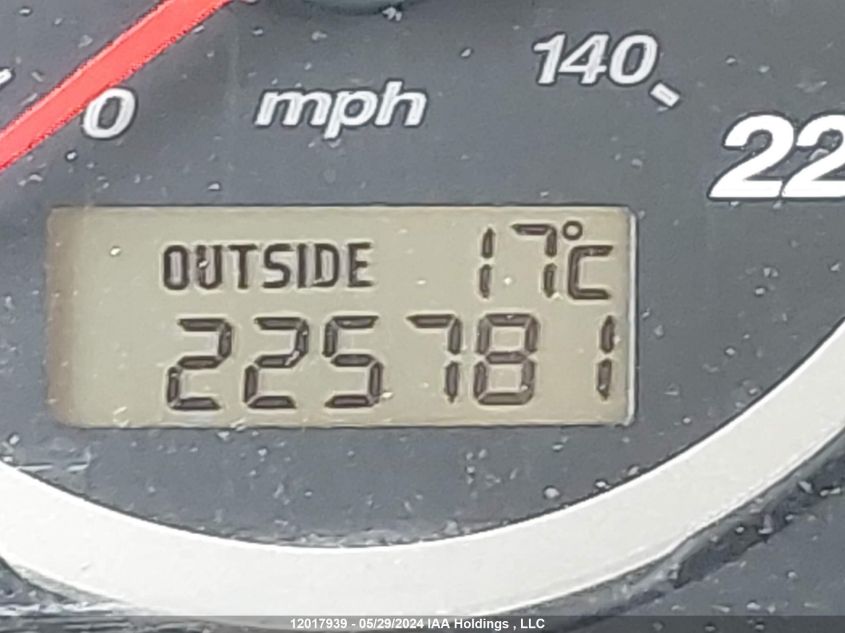 0 mph 140
22
OUTSIDE 17°C
225781
12017939 - 05/29/2024 IAA Holdings , LLC